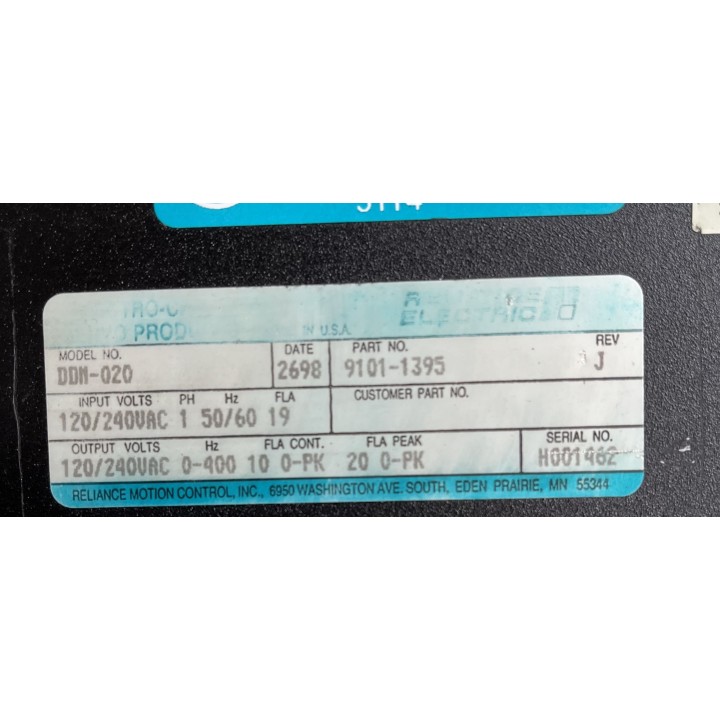 IN U.S.A.
ELECTRIC
MODEL NO. DATE PART NO. REV
DDM-020 2698 9101-1395 J
INPUT VOLTS PH Hz FLA CUSTOMER PART NO.
120/240VAC 1 50/60 19
OUTPUT VOLTS Hz FLA CONT. FLA PEAK SERIAL NO.
120/240VAC 0-400 10 0-PK 20 0-PK H001462
RELIANCE MOTION CONTROL, INC., 6950 WASHINGTON AVE. SOUTH, EDEN PRAIRIE, MN 55344